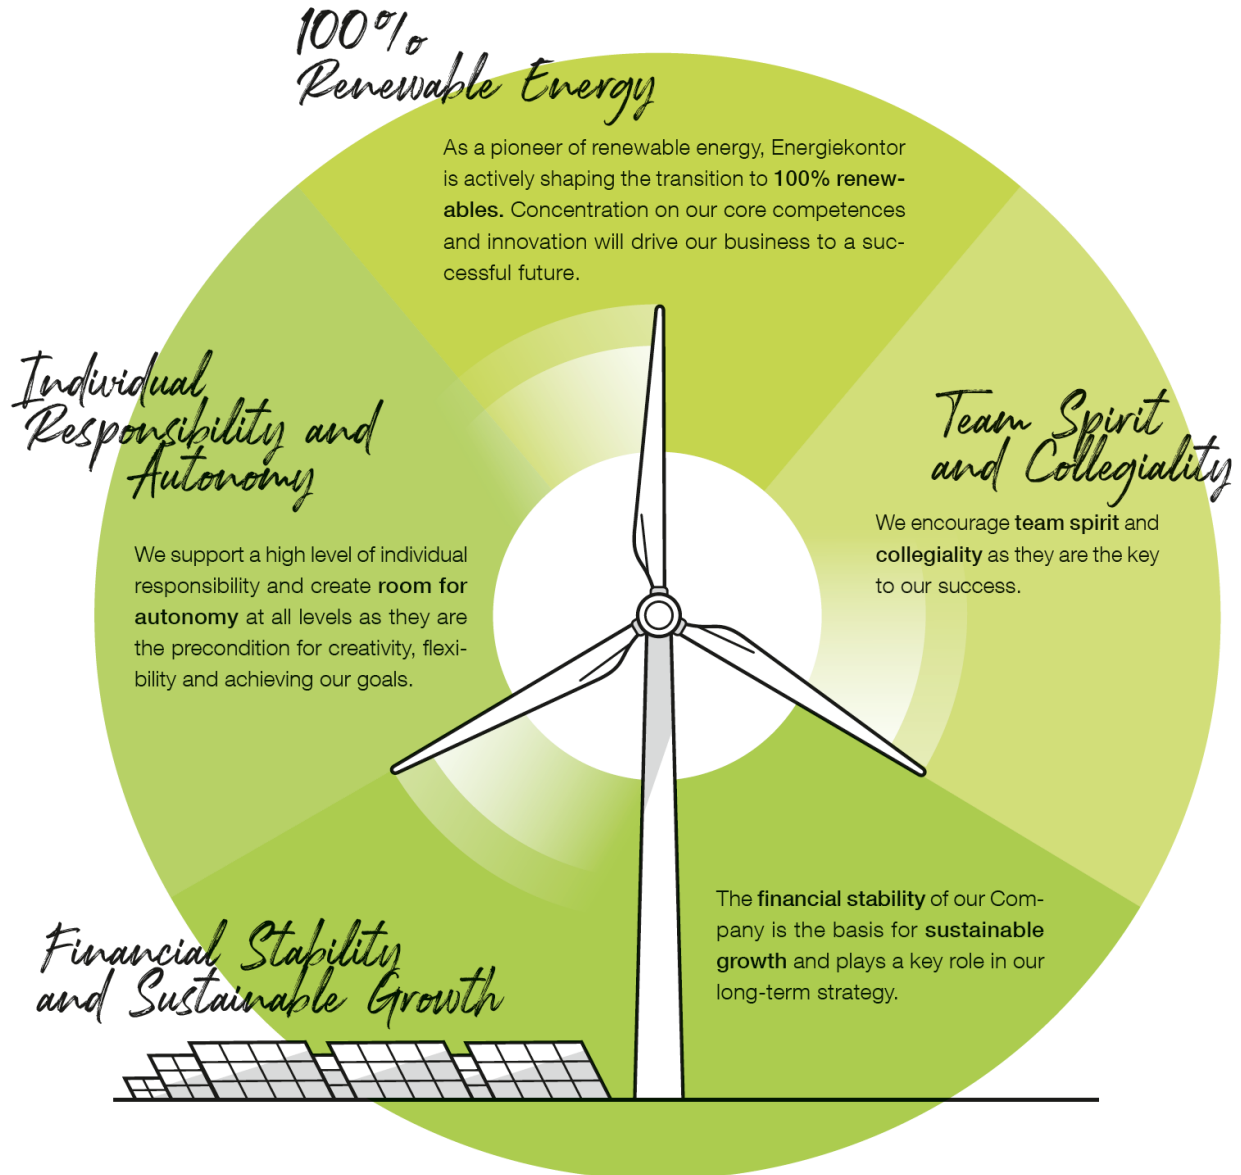 100%
Renewable Energy
As a pioneer of renewable energy, Energiekontor
is actively shaping the transition to 100% renew-
ables. Concentration on our core competences
and innovation will drive our business to a suc-
cessful future.
Individual
Responsibility and
Autonomy
We support a high level of individual
responsibility and create room for
autonomy at all levels as they are
the precondition for creativity, flexi-
bility and achieving our goals.
Team Spirit
and Collegiality
We encourage team spirit and
collegiality as they are the key
to our success.
Financial Stability
and Sustainable Growth
The financial stability of our Com-
pany is the basis for sustainable
growth and plays a key role in our
long-term strategy.